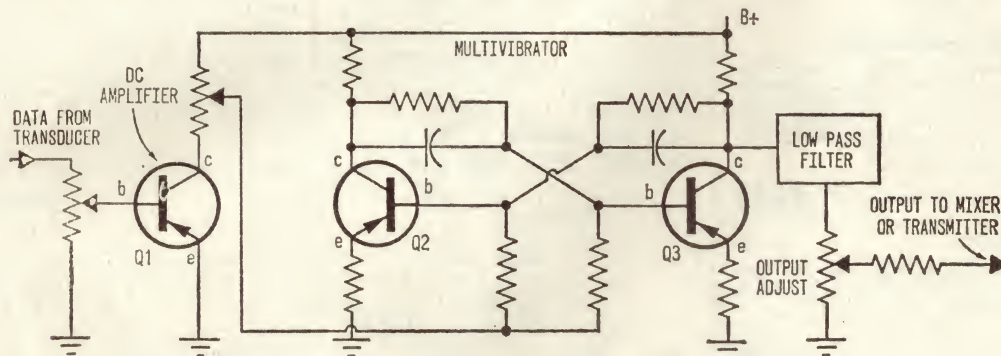 B+
MULTIVIBRATOR
DC
AMPLIFIER
DATA FROM
TRANSDUCER
c
b
e
Q1
c
b
e
Q2
c
b
e
Q3
LOW PASS
FILTER
OUTPUT TO MIXER
OR TRANSMITTER
OUTPUT
ADJUST